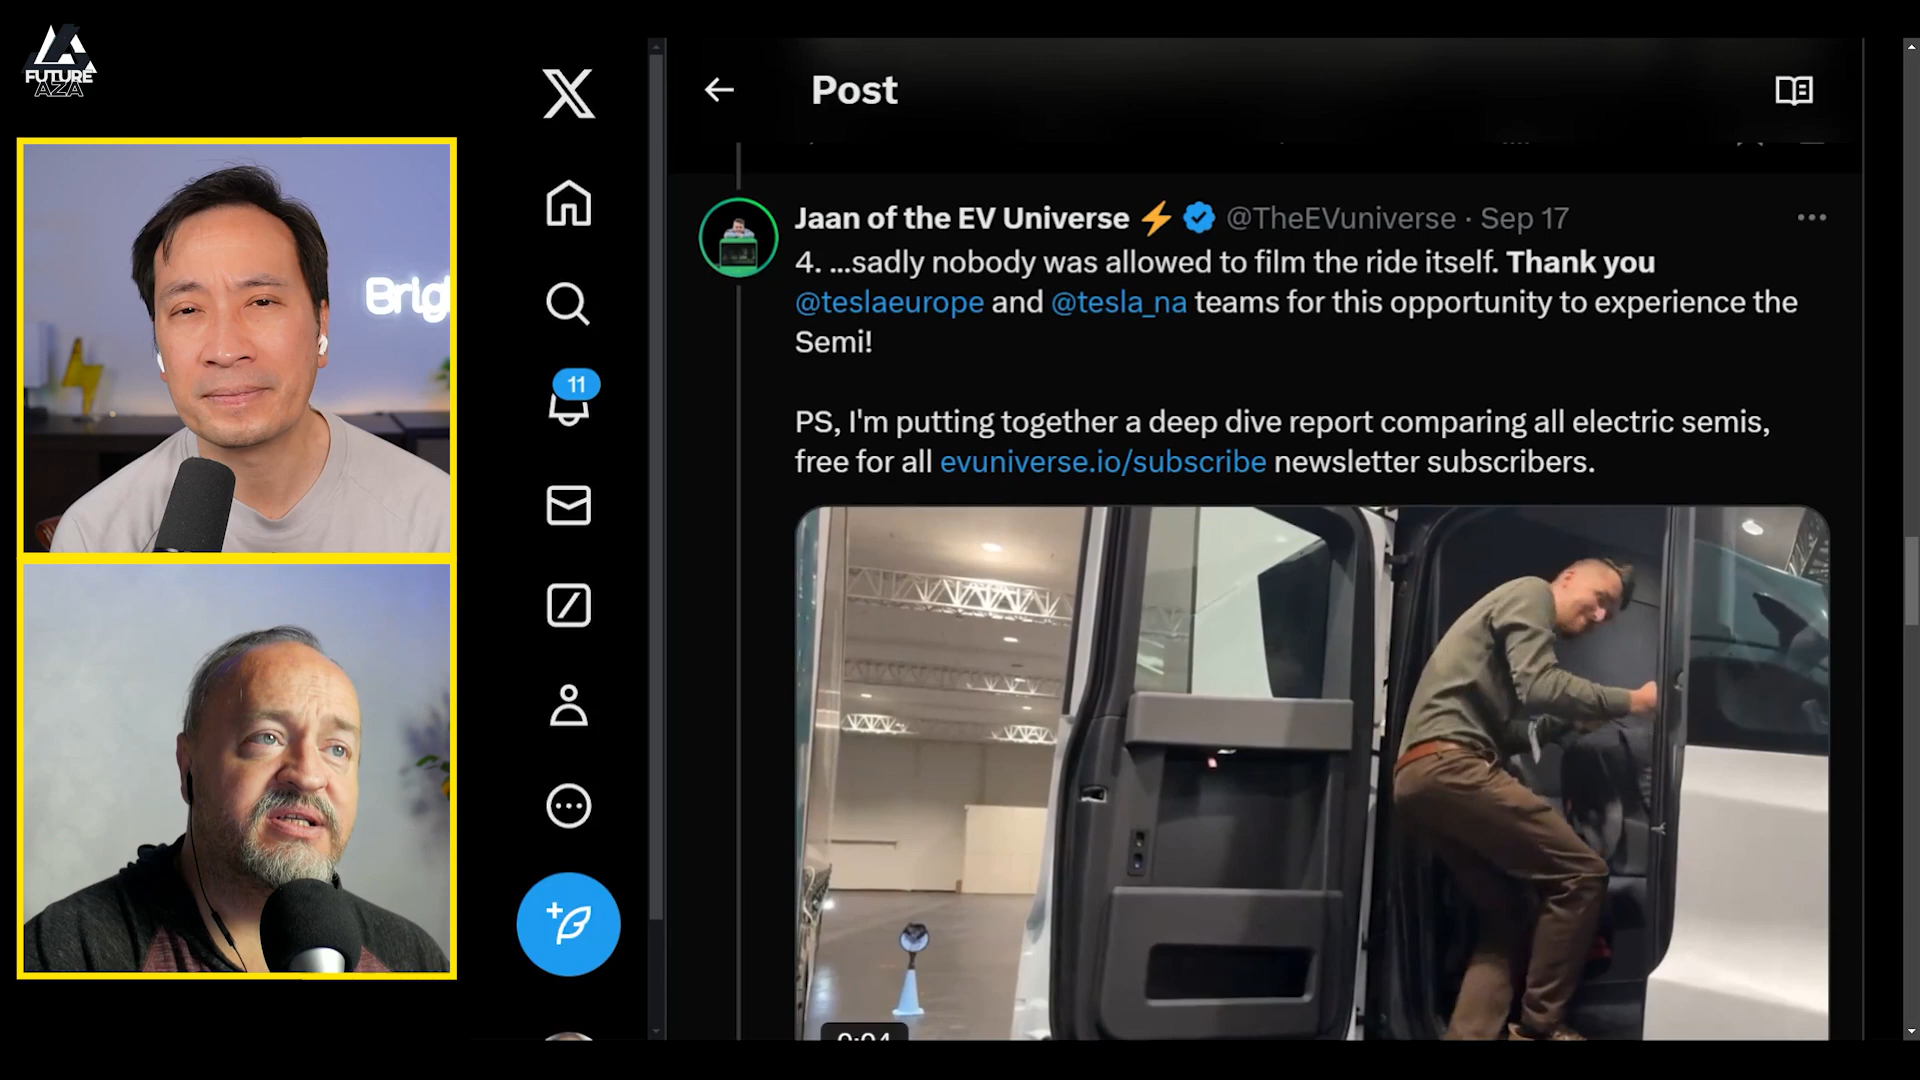 FUTURE
AZA
Brig
11
Post
Jaan of the EV Universe @TheEVuniverse · Sep 17
4. ...sadly nobody was allowed to film the ride itself. Thank you
@teslaeurope and @tesla_na teams for this opportunity to experience the
Semi!
PS, I'm putting together a deep dive report comparing all electric semis,
free for all evuniverse.io/subscribe newsletter subscribers.
0:04